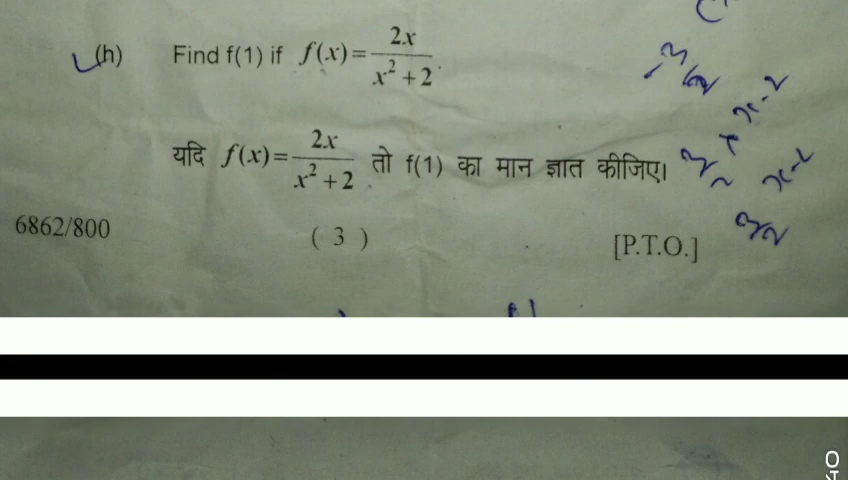 (h) Find f(1) if f(x) = 2x / (x² + 2).
यदि f(x) = 2x / (x² + 2) तो f(1) का मान ज्ञात कीजिए।
6862/800 ( 3 ) [P.T.O.]